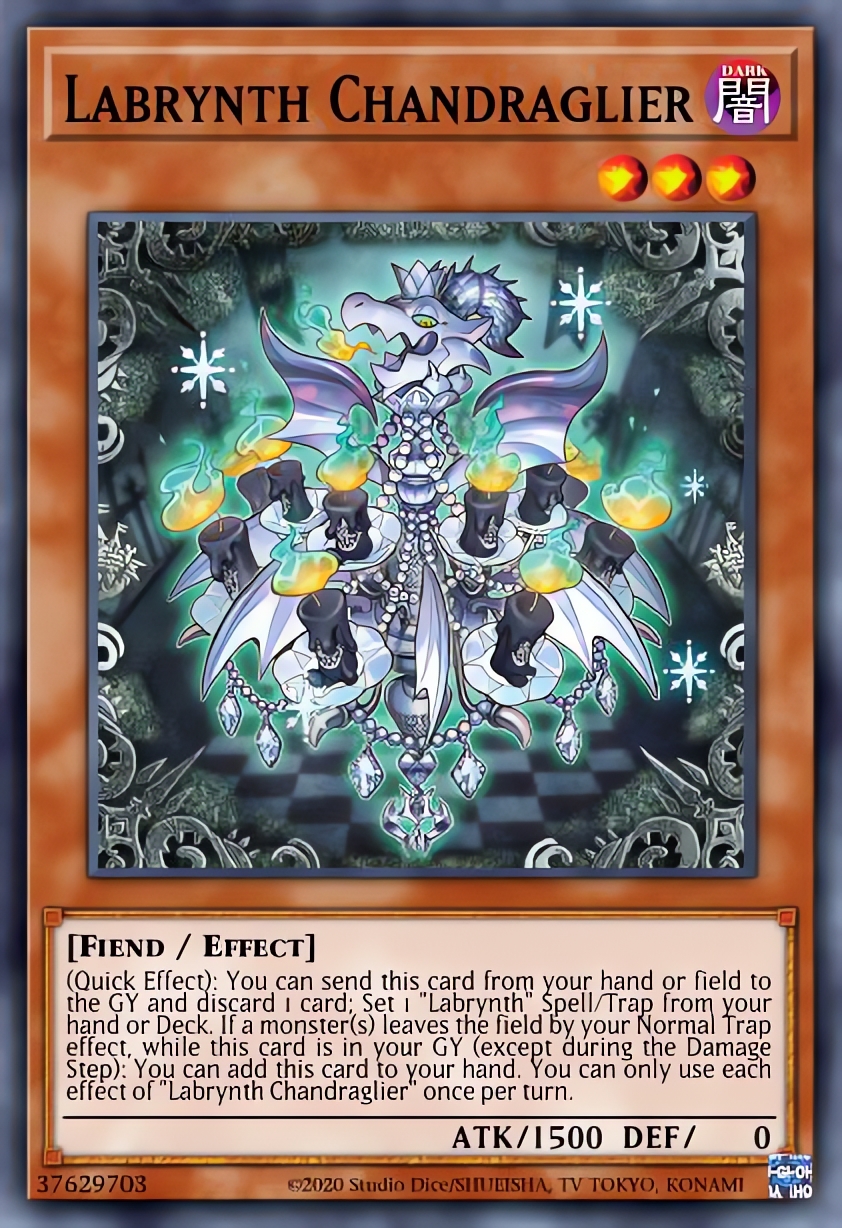 LABRYNTH CHANDRAGLIER
DARK
闇
[FIEND / EFFECT]
(Quick Effect): You can send this card from your hand or field to
the GY and discard 1 card; Set 1 "Labrynth" Spell/Trap from your
hand or Deck. If a monster(s) leaves the field by your Normal Trap
effect, while this card is in your GY (except during the Damage
Step): You can add this card to your hand. You can only use each
effect of "Labrynth Chandraglier" once per turn.
ATK/1500 DEF/ 0
37629703 ©2020 Studio Dice/SHUEISHA, TV TOKYO, KONAMI